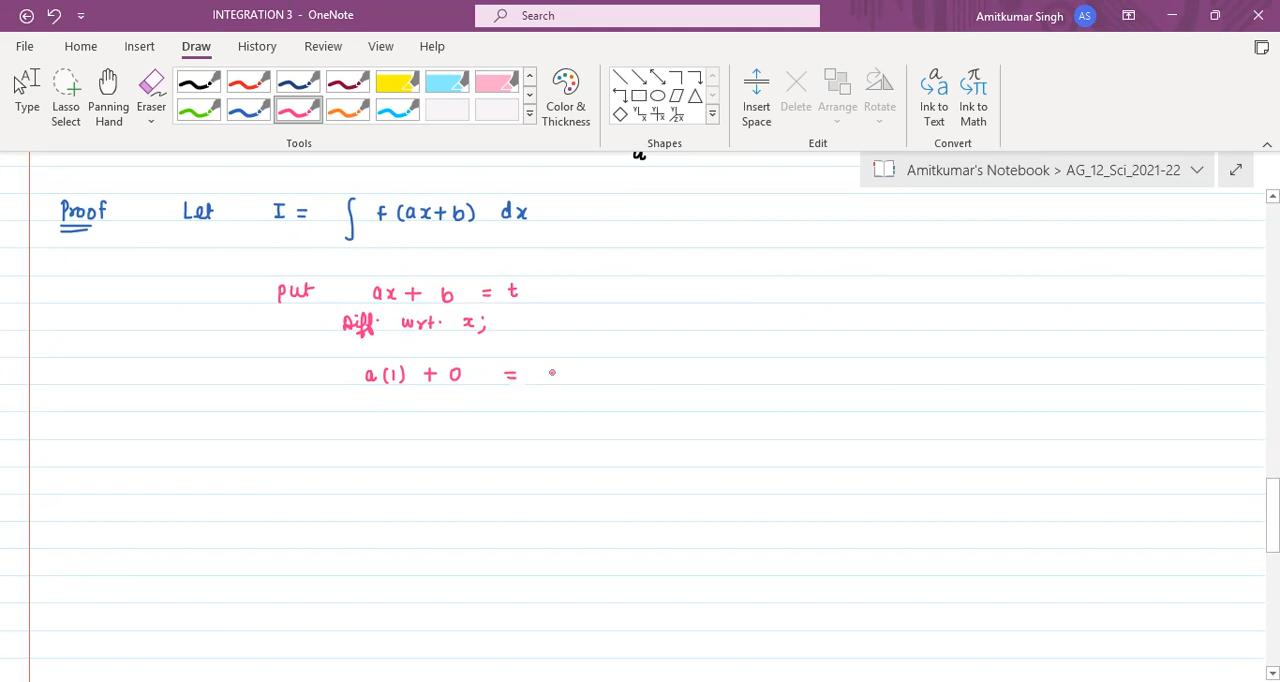 INTEGRATION 3 - OneNote
Search
Amitkumar Singh
AS
File Home Insert Draw History Review View Help
Type
Lasso Select
Panning Hand
Eraser
Color & Thickness
Insert Space
Delete
Arrange
Rotate
Ink to Text
Ink to Math
Tools
Shapes
Edit
Convert
Amitkumar's Notebook > AG_12_Sci_2021-22
Proof Let I = ∫ f (ax+b) dx
put ax + b = t
Diff. wrt. x;
a(1) + 0 =